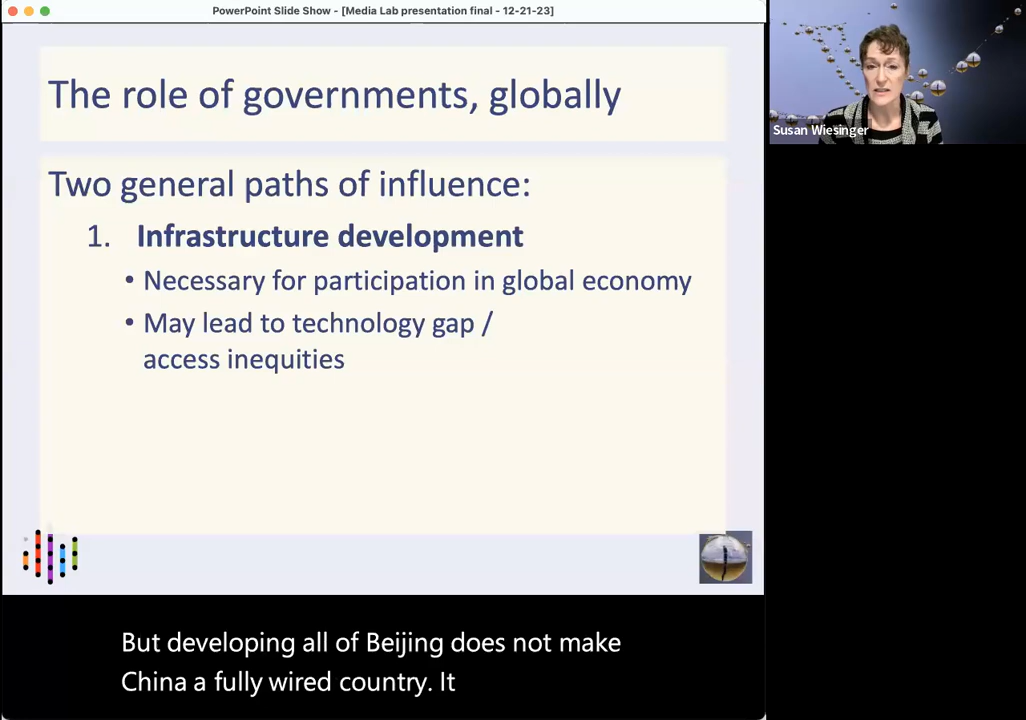 PowerPoint Slide Show - [Media Lab presentation final - 12-21-23]
The role of governments, globally
Two general paths of influence:
1. Infrastructure development
• Necessary for participation in global economy
• May lead to technology gap /
access inequities
Susan Wiesinger
But developing all of Beijing does not make
China a fully wired country. It